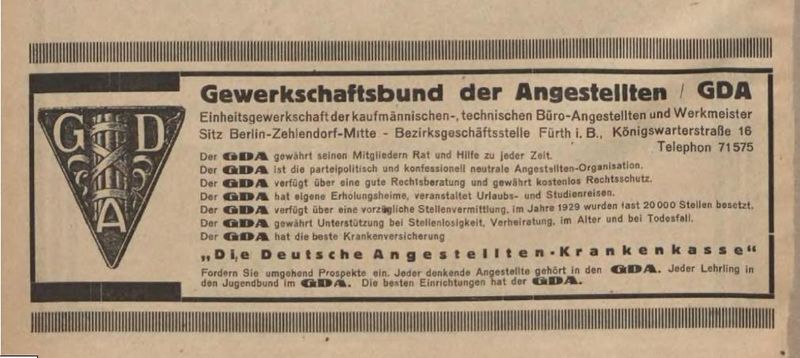 G D A
Gewerkschaftsbund der Angestellten / GDA
Einheitsgewerkschaft der kaufmännischen-, technischen Büro-Angestellten und Werkmeister
Sitz Berlin-Zehlendorf-Mitte - Bezirksgeschäftsstelle Fürth i. B., Königswarterstraße 16
Telephon 71 575
Der GDA gewährt seinen Mitgliedern Rat und Hilfe zu jeder Zeit.
Der GDA ist die parteipolitisch und konfessionell neutrale Angestellten-Organisation.
Der GDA verfügt über eine gute Rechtsberatung und gewährt kostenlos Rechtsschutz.
Der GDA hat eigene Erholungsheime, veranstaltet Urlaubs- und Studienreisen.
Der GDA verfügt über eine vorzügliche Stellenvermittlung, im Jahre 1929 wurden fast 20 000 Stellen besetzt.
Der GDA gewährt Unterstützung bei Stellenlosigkeit, Verheiratung, im Alter und bei Todesfall.
Der GDA hat die beste Krankenversicherung
„Die Deutsche Angestellten-Krankenkasse"
Fordern Sie umgehend Prospekte ein. Jeder denkende Angestellte gehört in den GDA. Jeder Lehrling in
den Jugendbund im GDA. Die besten Einrichtungen hat der GDA.